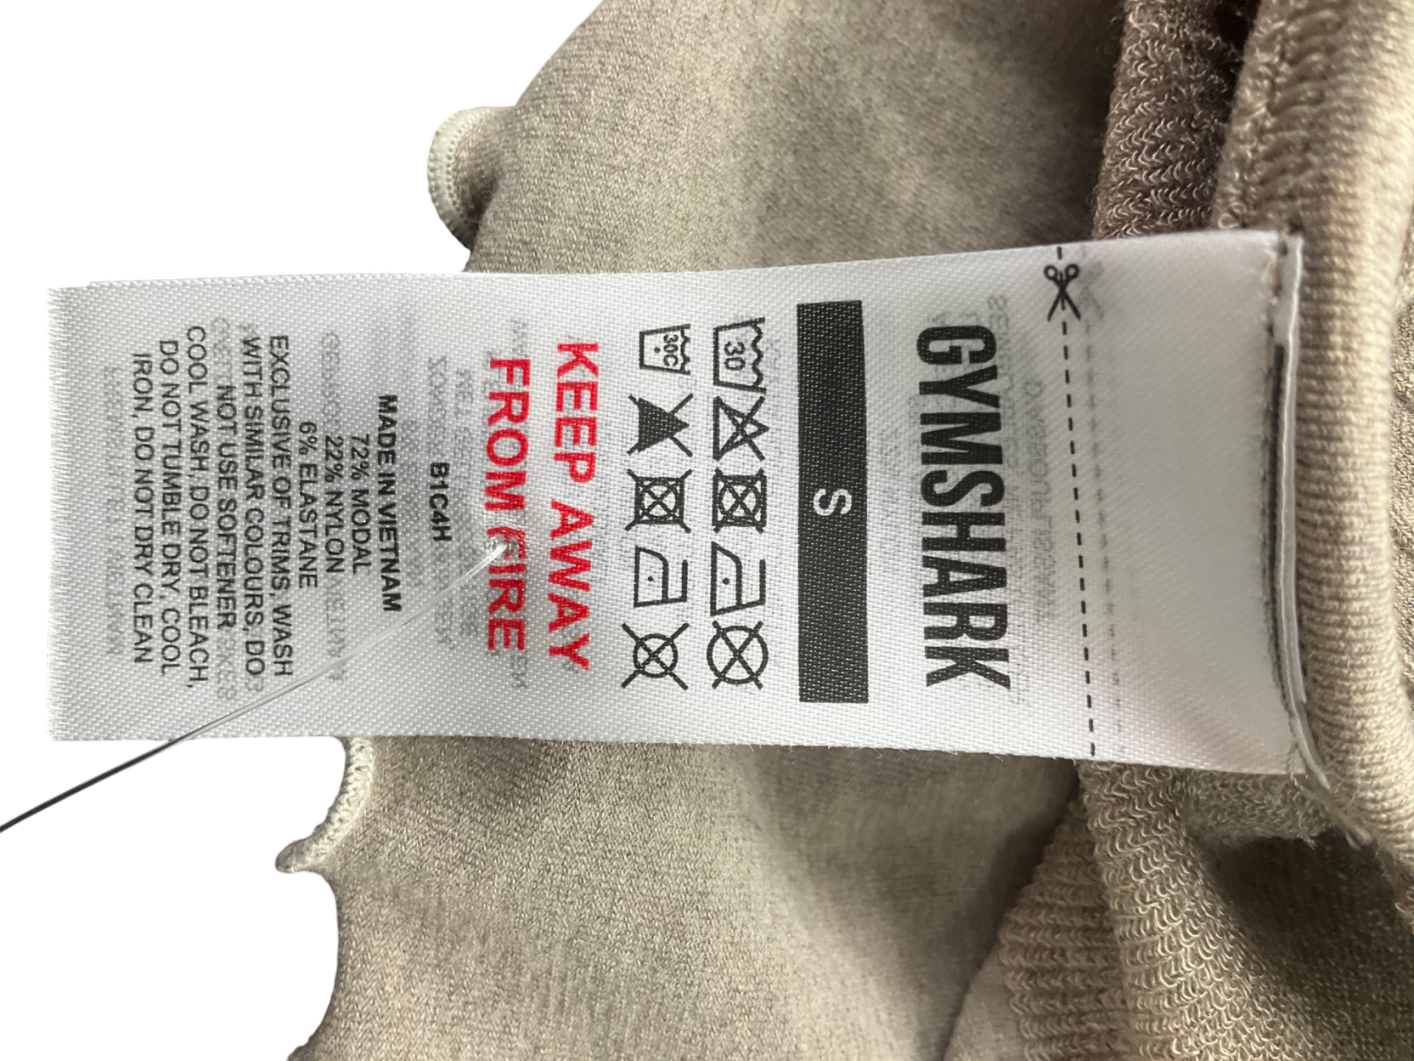 GYMSHARK
S
30
30C
KEEP AWAY
FROM FIRE
B1C4H
MADE IN VIETNAM
72% MODAL
22% NYLON
6% ELASTANE
EXCLUSIVE OF TRIMS, WASH
WITH SIMILAR COLOURS, DO
NOT USE SOFTENER
COOL WASH, DO NOT BLEACH,
DO NOT TUMBLE DRY, COOL
IRON, DO NOT DRY CLEAN